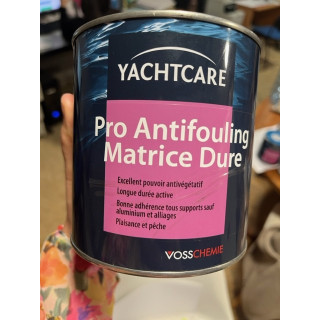 YACHTCARE
Pro Antifouling
Matrice Dure
Excellent pouvoir antivégétatif
Longue durée active
Bonne adhérence tous supports sauf
aluminium et alliages
Plaisance et pêche
VOSSCHEMIE